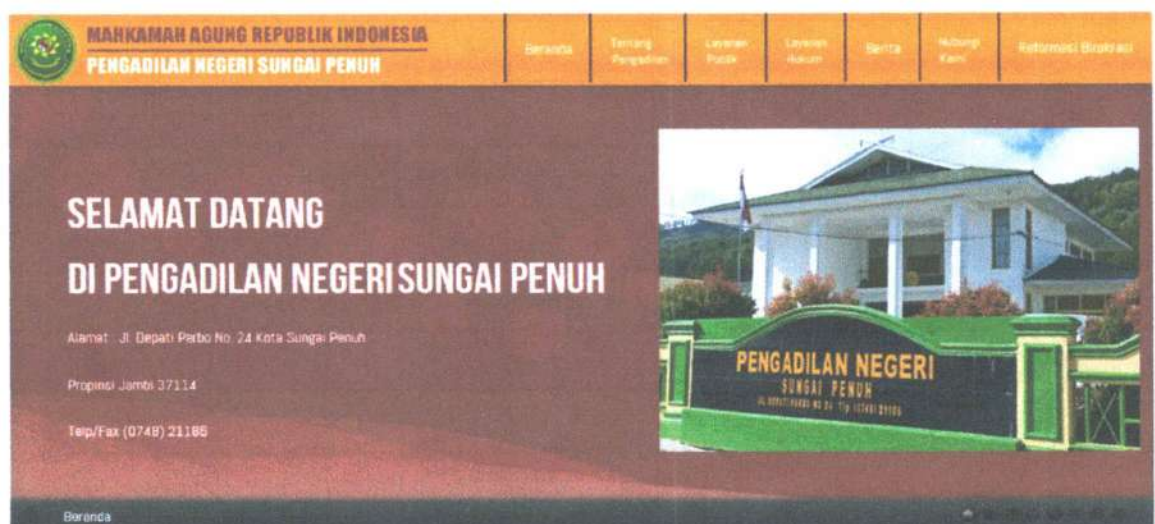 MAHKAMAH AGUNG REPUBLIK INDONESIA
PENGADILAN NEGERI SUNGAI PENUH
Beranda
Tentang
Pengadilan
Layanan
Publik
Layanan
Hukum
Berita
Hubungi
Kami
Reformasi Birokrasi
SELAMAT DATANG
DI PENGADILAN NEGERI SUNGAI PENUH
Alamat : Jl. Depati Parbo No. 24 Kota Sungai Penuh
Propinsi Jambi 37114
Telp/Fax (0748) 21186
PENGADILAN NEGERI
SUNGAI PENUH
Beranda